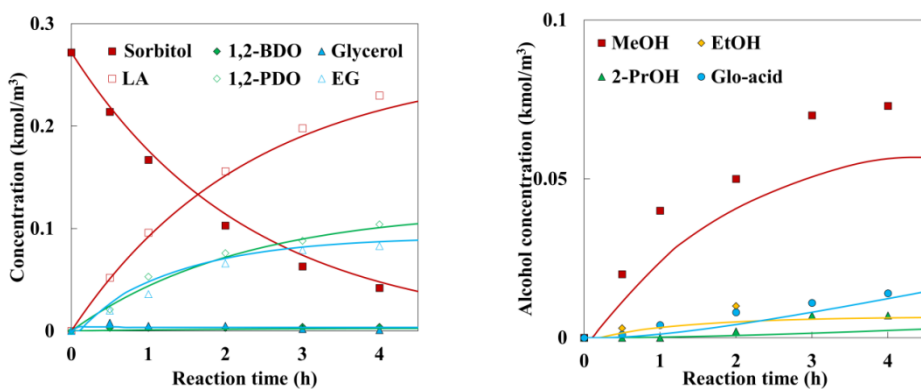 0.3
Sorbitol 1,2-BDO Glycerol
LA 1,2-PDO EG
0.2
0.1
0
0 1 2 3 4
Concentration (kmol/m³)
Reaction time (h)
0.1
MeOH EtOH
2-PrOH Glo-acid
0.05
0
0 1 2 3 4
Alcohol concentration (kmol/m³)
Reaction time (h)